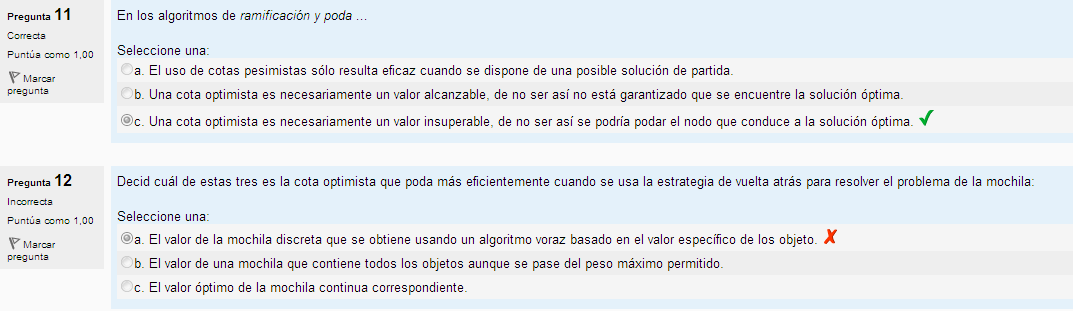 Pregunta 11
Correcta
Puntúa como 1,00
Marcar
pregunta
En los algoritmos de ramificación y poda ...
Seleccione una:
a. El uso de cotas pesimistas sólo resulta eficaz cuando se dispone de una posible solución de partida.
b. Una cota optimista es necesariamente un valor alcanzable, de no ser así no está garantizado que se encuentre la solución óptima.
c. Una cota optimista es necesariamente un valor insuperable, de no ser así se podría podar el nodo que conduce a la solución óptima.
Pregunta 12
Incorrecta
Puntúa como 1,00
Marcar
pregunta
Decid cuál de estas tres es la cota optimista que poda más eficientemente cuando se usa la estrategia de vuelta atrás para resolver el problema de la mochila:
Seleccione una:
a. El valor de la mochila discreta que se obtiene usando un algoritmo voraz basado en el valor específico de los objeto.
b. El valor de una mochila que contiene todos los objetos aunque se pase del peso máximo permitido.
c. El valor óptimo de la mochila continua correspondiente.